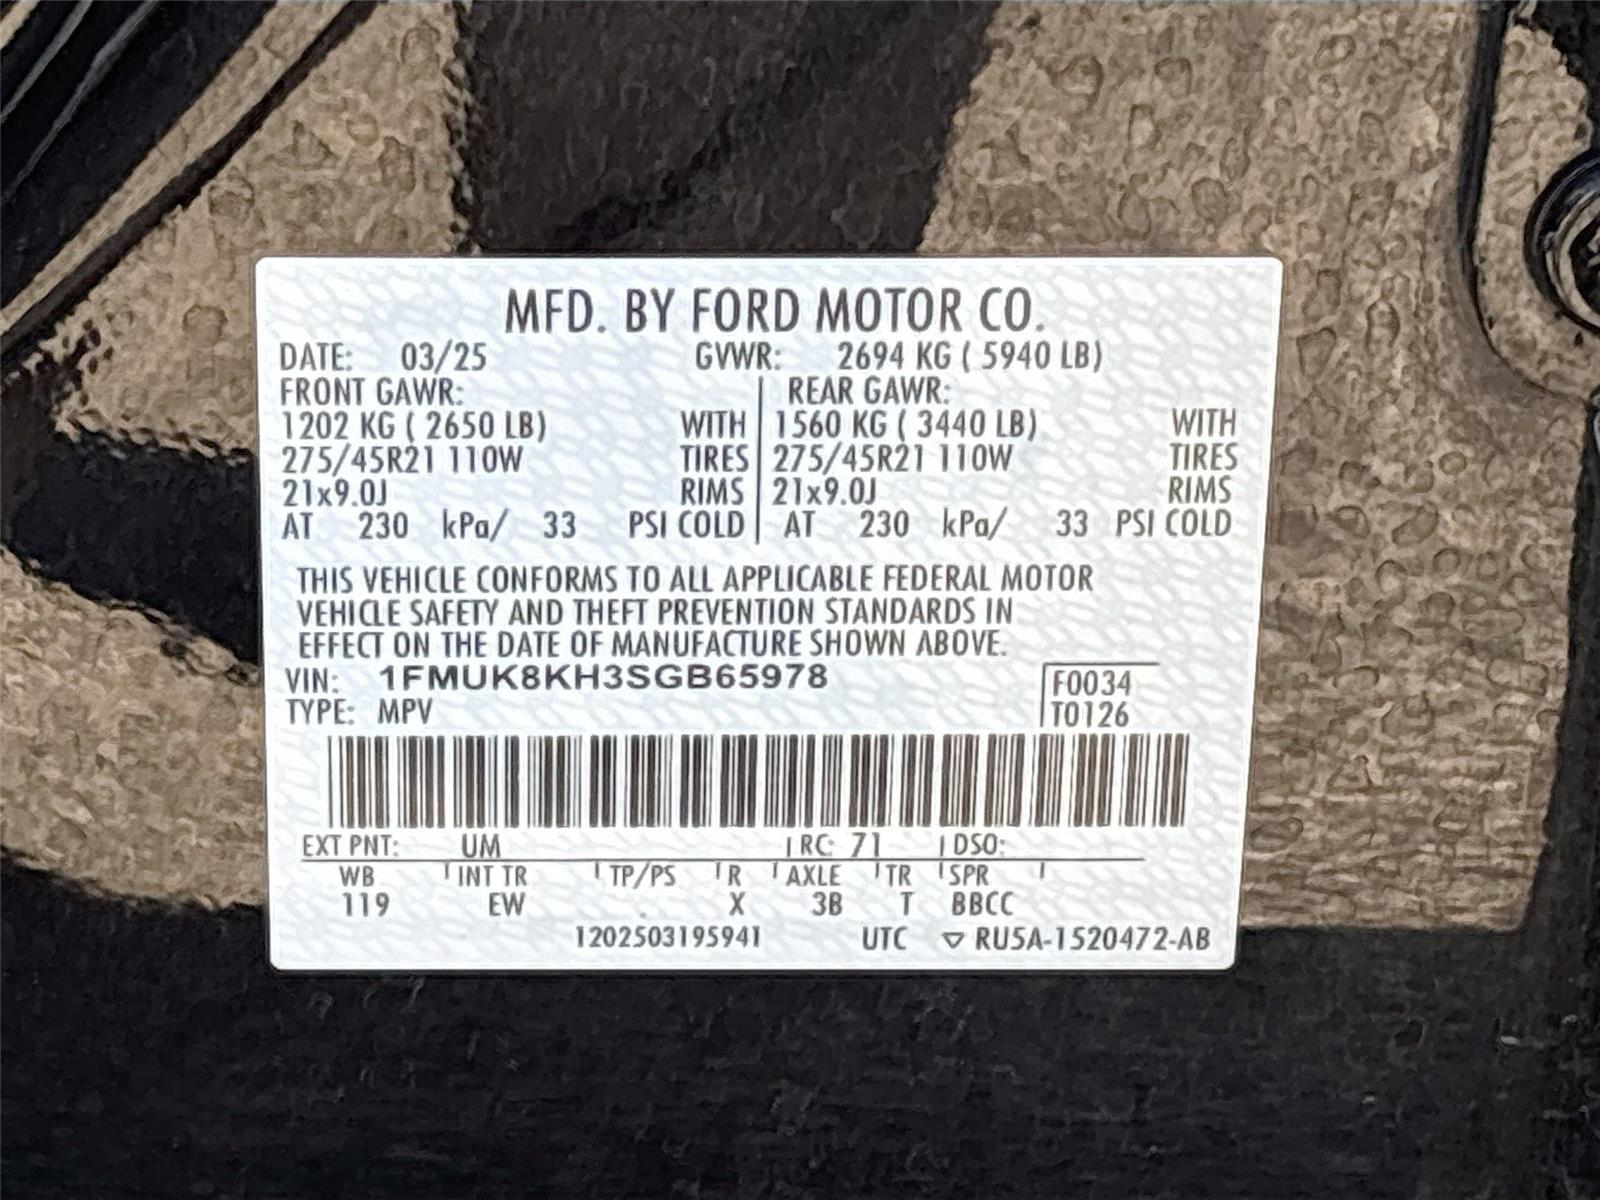 MFD. BY FORD MOTOR CO.
DATE: 03/25 GVWR: 2694 KG ( 5940 LB)
FRONT GAWR: REAR GAWR:
1202 KG ( 2650 LB) WITH 1560 KG ( 3440 LB) WITH
275/45R21 110W TIRES 275/45R21 110W TIRES
21x9.0J RIMS 21x9.0J RIMS
AT 230 kPa/ 33 PSI COLD AT 230 kPa/ 33 PSI COLD
THIS VEHICLE CONFORMS TO ALL APPLICABLE FEDERAL MOTOR
VEHICLE SAFETY AND THEFT PREVENTION STANDARDS IN
EFFECT ON THE DATE OF MANUFACTURE SHOWN ABOVE.
VIN: 1FMUK8KH3SGB65978 F0034
TYPE: MPV T0126
EXT PNT: UM RC: 71 DSO:
WB INT TR TP/PS R AXLE TR SPR
119 EW X 3B T BBCC
1202503195941 UTC ▽ RU5A-1520472-AB